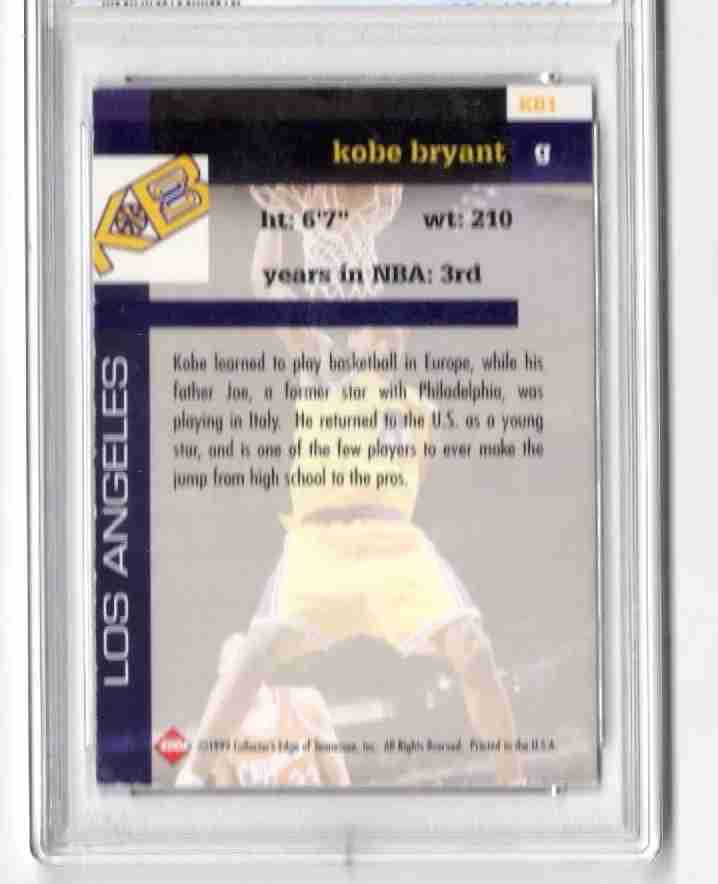 KB1
kobe bryant g
KB
ht: 6'7" wt: 210
years in NBA: 3rd
LOS ANGELES
Kobe learned to play basketball in Europe, while his
father Joe, a former star with Philadelphia, was
playing in Italy. He returned to the U.S. as a young
star, and is one of the few players to ever make the
jump from high school to the pros.
EDGE ©1999 Collector's Edge of Tennessee, Inc. All Rights Reserved. Printed in the U.S.A.